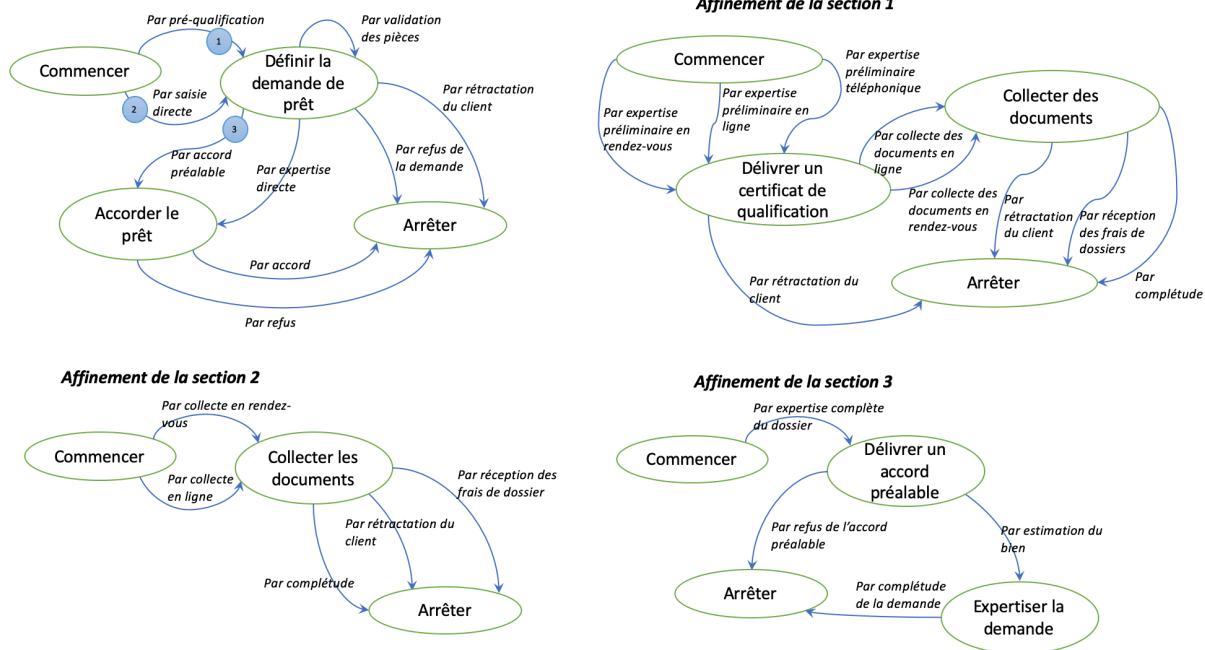 Par pré-qualification
1
Par validation
des pièces
Commencer
Définir la
demande de
prêt
Par saisie
directe
2
3
Par rétractation
du client
Par accord
préalable
Par expertise
directe
Par refus de
la demande
Accorder le
prêt
Arrêter
Par accord
Par refus
Affinement de la section 1
Commencer
Par expertise
préliminaire
téléphonique
Par expertise
préliminaire en
rendez-vous
Par expertise
préliminaire en
ligne
Collecter des
documents
Par collecte des
documents en
ligne
Délivrer un
certificat de
qualification
Par collecte des
documents en
rendez-vous
Par
rétractation
du client
Par réception
des frais de
dossiers
Par rétractation du
client
Arrêter
Par
complétude
Affinement de la section 2
Par collecte en rendez-
vous
Commencer
Collecter les
documents
Par collecte
en ligne
Par réception des
frais de dossier
Par rétractation du
client
Par complétude
Arrêter
Affinement de la section 3
Par expertise complète
du dossier
Commencer
Délivrer un
accord
préalable
Par refus de l’accord
préalable
Par estimation du
bien
Arrêter
Par complétude
de la demande
Expertiser la
demande